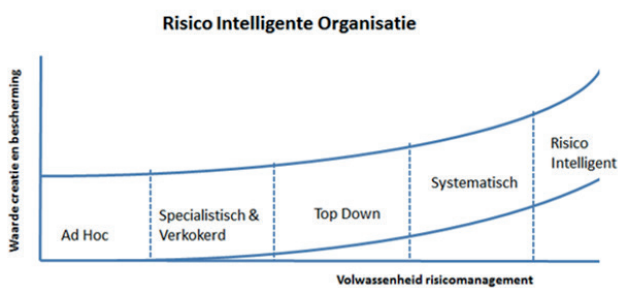 Risico Intelligente Organisatie
Waarde creatie en bescherming
Ad Hoc
Specialistisch &
Verkokerd
Top Down
Systematisch
Risico
Intelligent
Volwassenheid risicomanagement